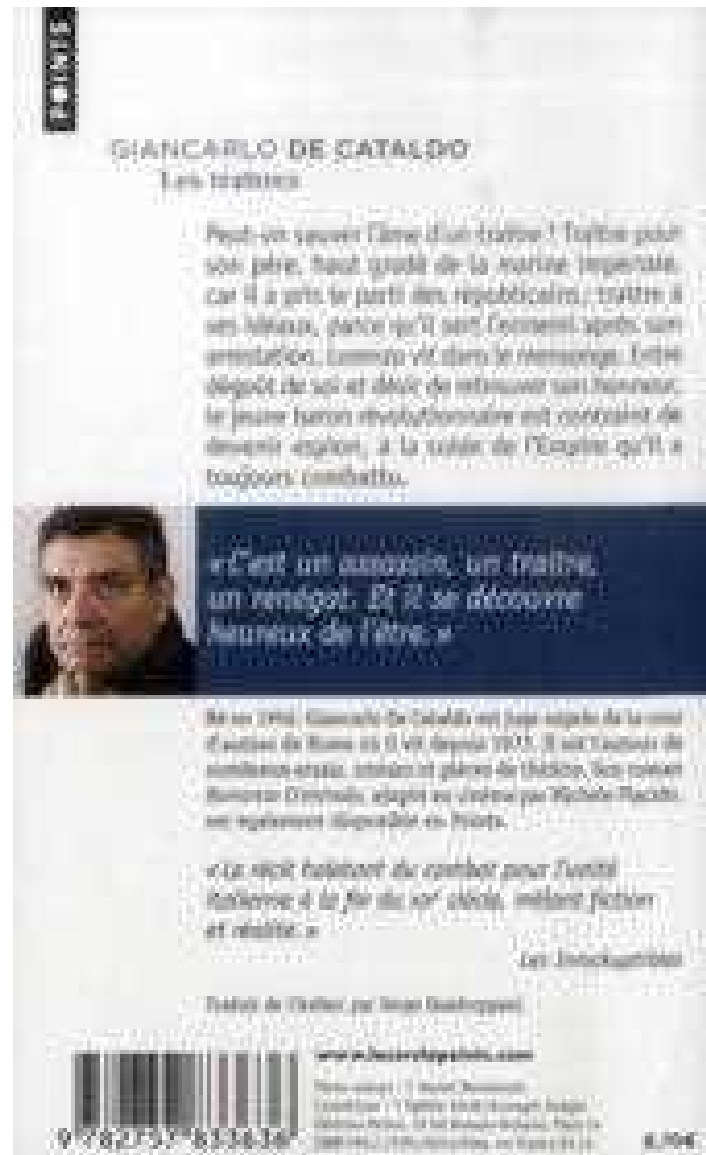 POINTS
GIANCARLO DE CATALDO
Les traîtres
Peut-on sauver l'âme d'un traître ? Traître pour
son père, haut gradé de la marine impériale,
car il a pris le parti des républicains ; traître à
ses idéaux, parce qu'il sert l'ennemi après son
arrestation, Lorenzo vit dans le mensonge. Entre
dégoût de soi et désir de retrouver son honneur,
le jeune baron révolutionnaire est contraint de
devenir espion, à la solde de l'Empire qu'il a
toujours combattu.
« C'est un assassin, un traître,
un renégat. Et il se découvre
heureux de l'être. »
Né en Giancarlo De Cataldo est juge auprès de la cour
d'assises de Rome où il vit depuis Il est l'auteur de
nombreux essais, et pièces de théâtre. Son roman
Romanzo Criminale, adapté au cinéma par Michele Placido,
est également disponible en Points.
« Le récit haletant du combat pour l'unité
italienne à la fin du siècle, mêlant fiction
et réalité. »
Les Inrockuptibles
Traduit de l'italien par Serge Quadruppani
www.lecerclepoints.com
9 782757 833636